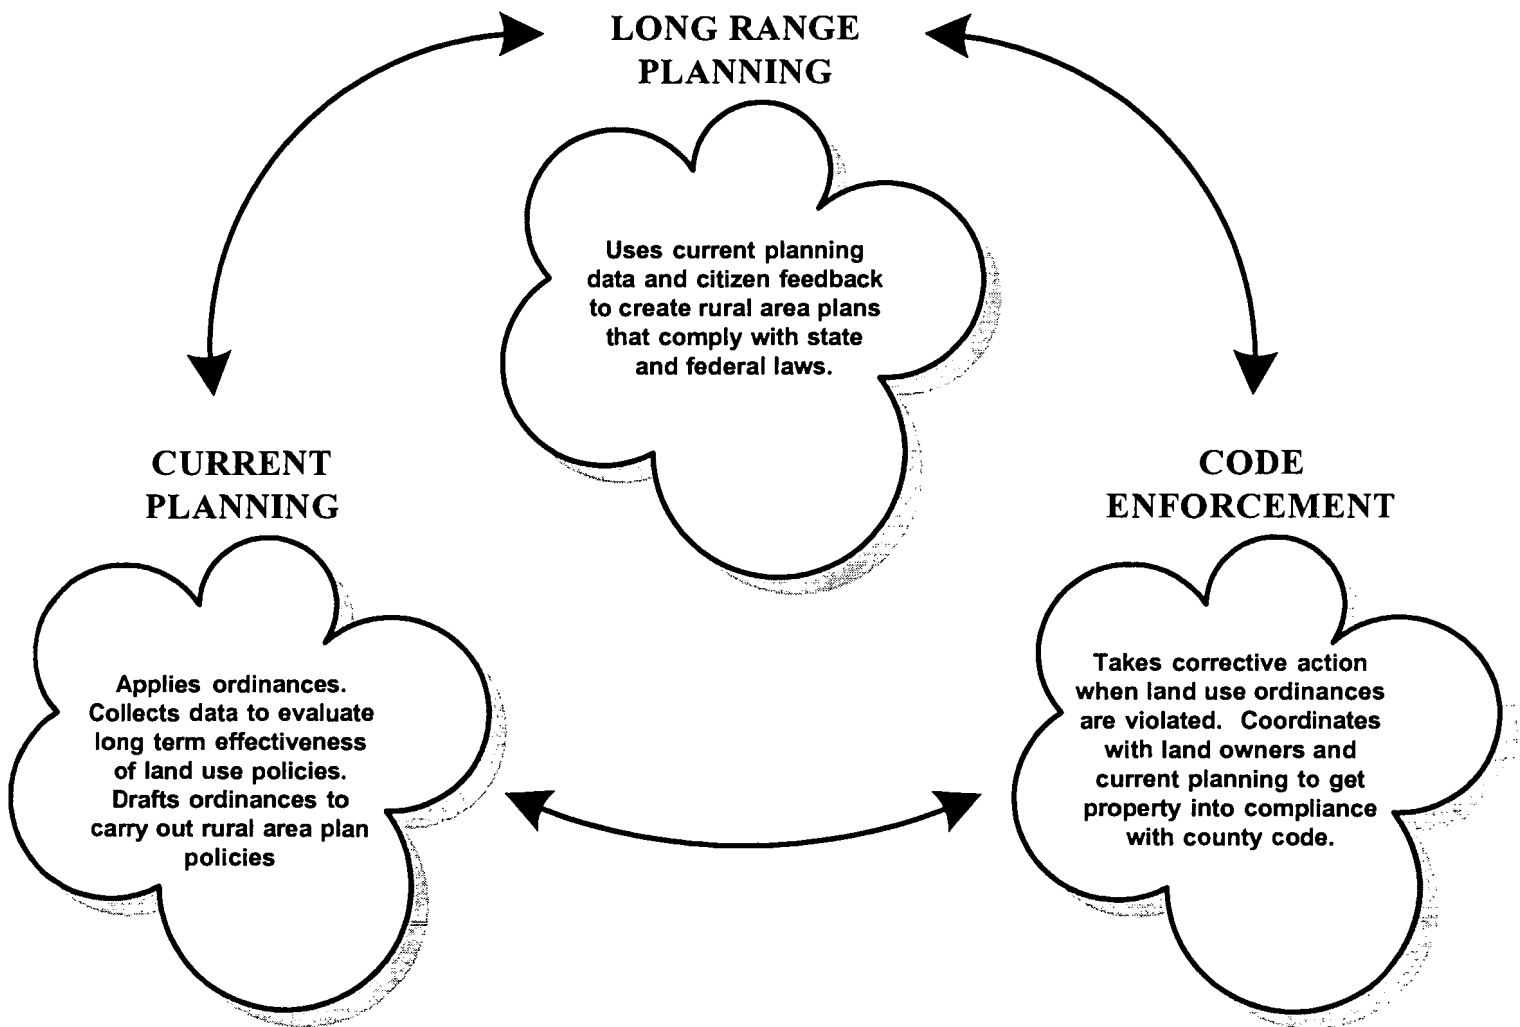 LONG RANGE
PLANNING
Uses current planning
data and citizen feedback
to create rural area plans
that comply with state
and federal laws.
CURRENT
PLANNING
Applies ordinances.
Collects data to evaluate
long term effectiveness
of land use policies.
Drafts ordinances to
carry out rural area plan
policies
CODE
ENFORCEMENT
Takes corrective action
when land use ordinances
are violated.  Coordinates
with land owners and
current planning to get
property into compliance
with county code.